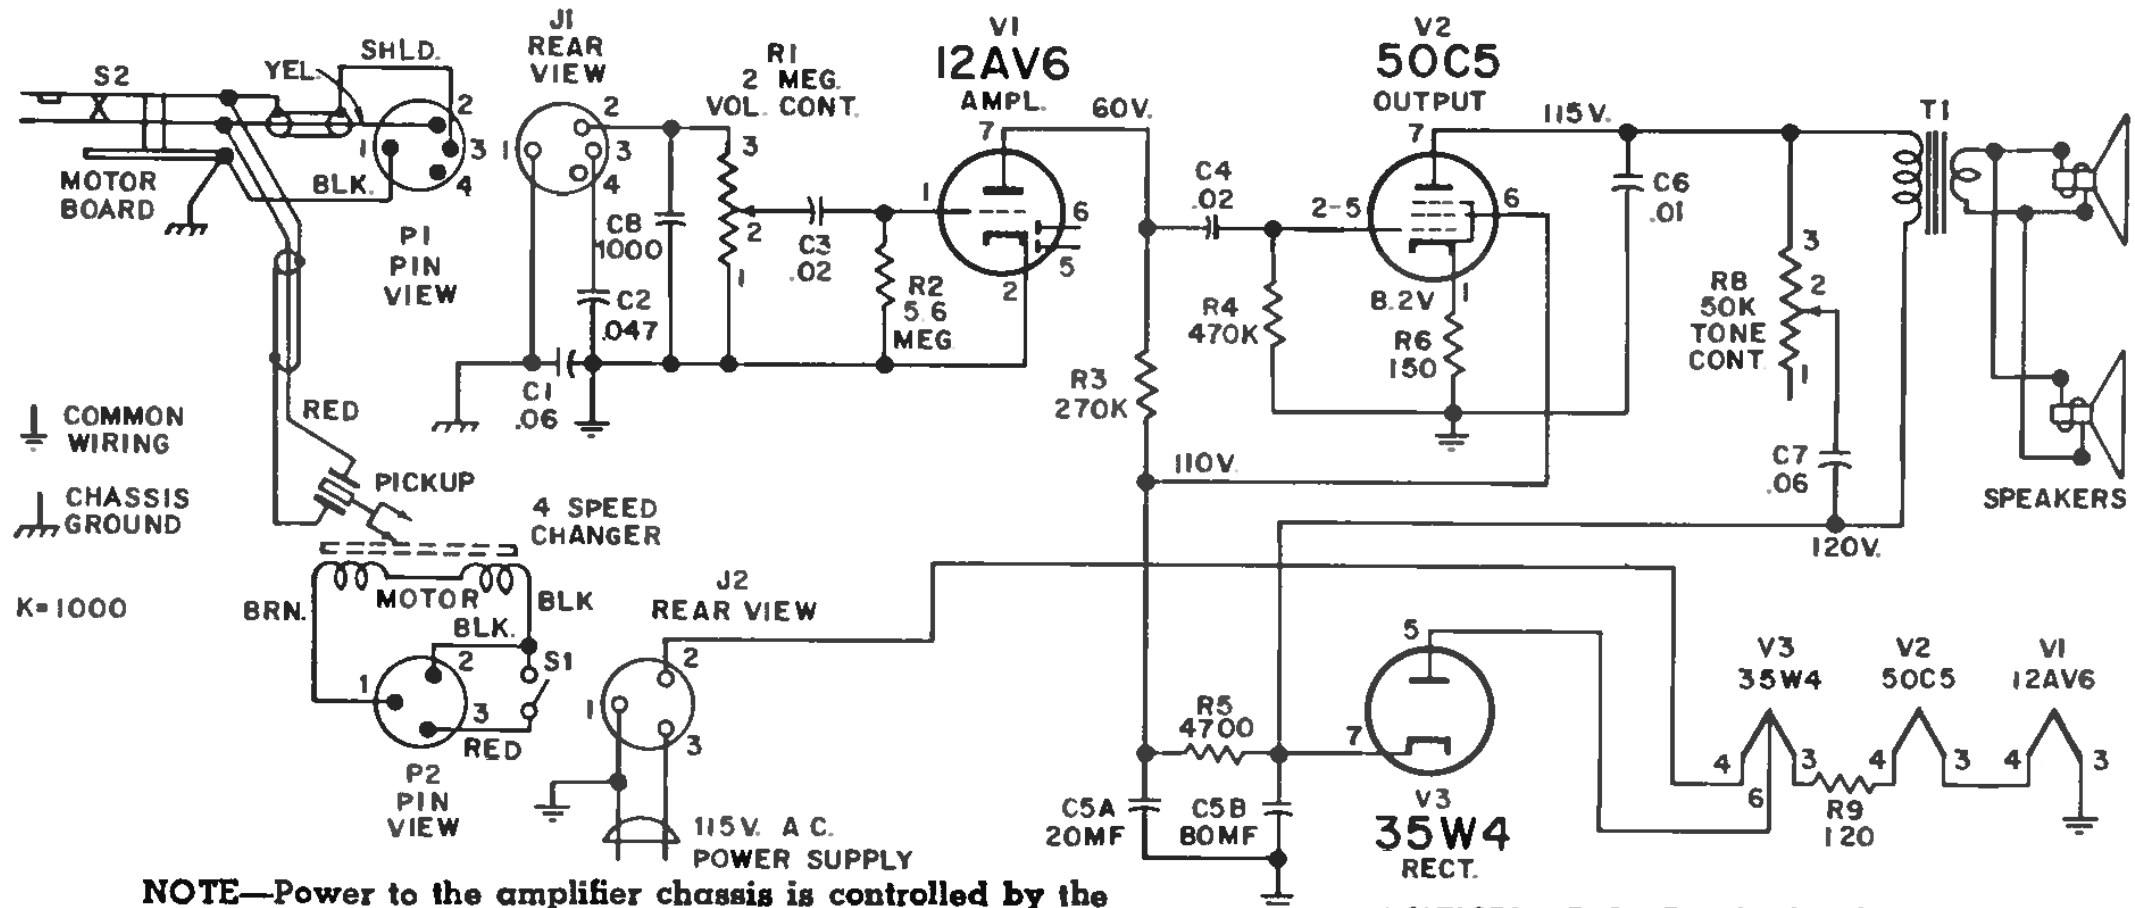 S2
YEL.
SHLD.
2
1
3
4
MOTOR
BOARD
BLK.
P1
PIN
VIEW
J1
REAR
VIEW
2
1
3
4
R1
2 MEG.
VOL. CONT.
3
2
1
C8
1000
C2
.047
C1
.06
C3
.02
R2
5.6
MEG
V1
12AV6
AMPL.
7
1
6
5
2
60V.
C4
.02
R4
470K
R3
270K
110V.
V2
50C5
OUTPUT
7
2-5
6
8.2V
1
R6
150
115V.
C6
.01
R8
50K
TONE
CONT.
3
2
1
C7
.06
120V.
T1
SPEAKERS
COMMON
WIRING
CHASSIS
GROUND
K=1000
RED
PICKUP
4 SPEED
CHANGER
BRN.
MOTOR
BLK
BLK.
1
2
3
S1
RED
P2
PIN
VIEW
J2
REAR VIEW
2
1
3
115V. A C.
POWER SUPPLY
R5
4700
C5A
20MF
C5B
80MF
5
7
V3
35W4
RECT.
V3
35W4
4
6
3
R9
120
V2
50C5
4
3
V1
12AV6
4
3
NOTE—Power to the amplifier chassis is controlled by the